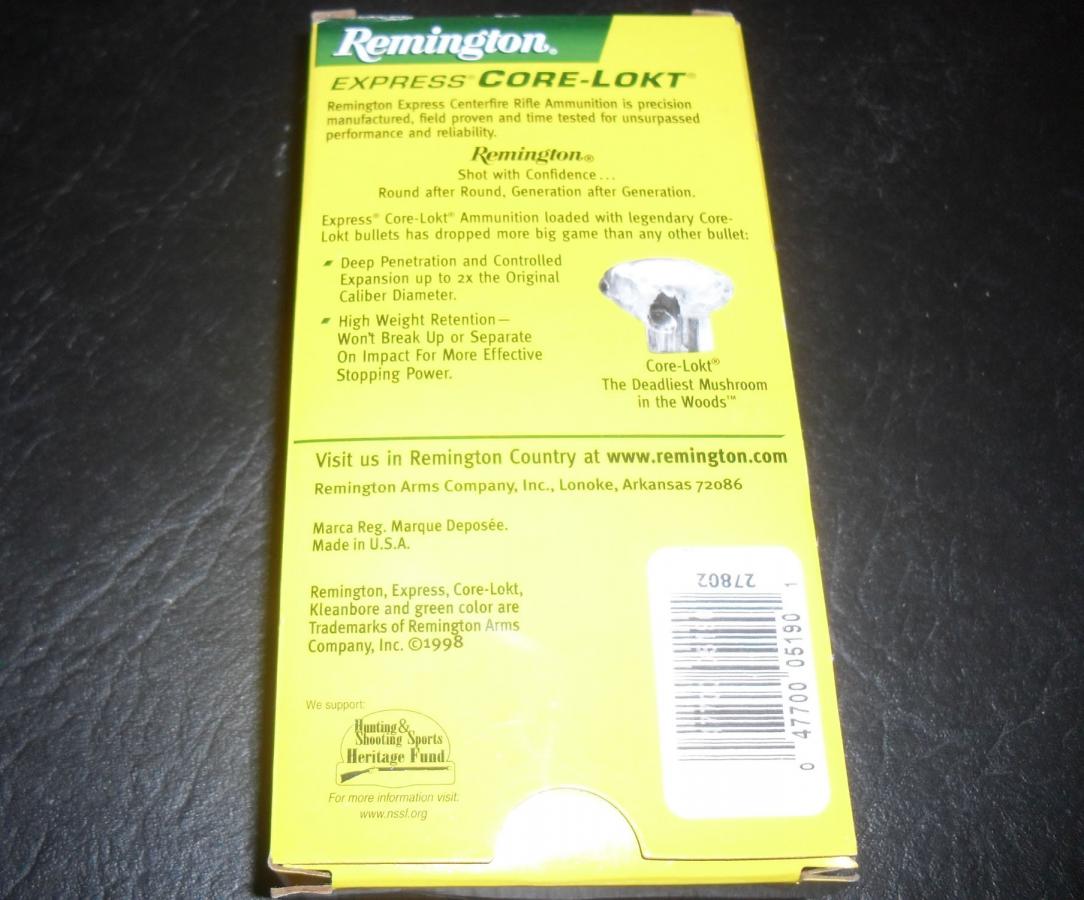 Remington®
EXPRESS® CORE-LOKT®
Remington Express Centerfire Rifle Ammunition is precision
manufactured, field proven and time tested for unsurpassed
performance and reliability.
Remington®
Shot with Confidence...
Round after Round, Generation after Generation.
Express® Core-Lokt® Ammunition loaded with legendary Core-
Lokt bullets has dropped more big game than any other bullet:
Deep Penetration and Controlled
Expansion up to 2x the Original
Caliber Diameter.
High Weight Retention—
Won't Break Up or Separate
On Impact For More Effective
Stopping Power.
Core-Lokt®
The Deadliest Mushroom
in the Woods™
Visit us in Remington Country at www.remington.com
Remington Arms Company, Inc., Lonoke, Arkansas 72086
Marca Reg. Marque Deposée.
Made in U.S.A.
Remington, Express, Core-Lokt,
Kleanbore and green color are
Trademarks of Remington Arms
Company, Inc. ©1998
27802
0 47700 05190 1
We support:
Hunting&
Shooting Sports
Heritage Fund
For more information visit.
www.nssf.org